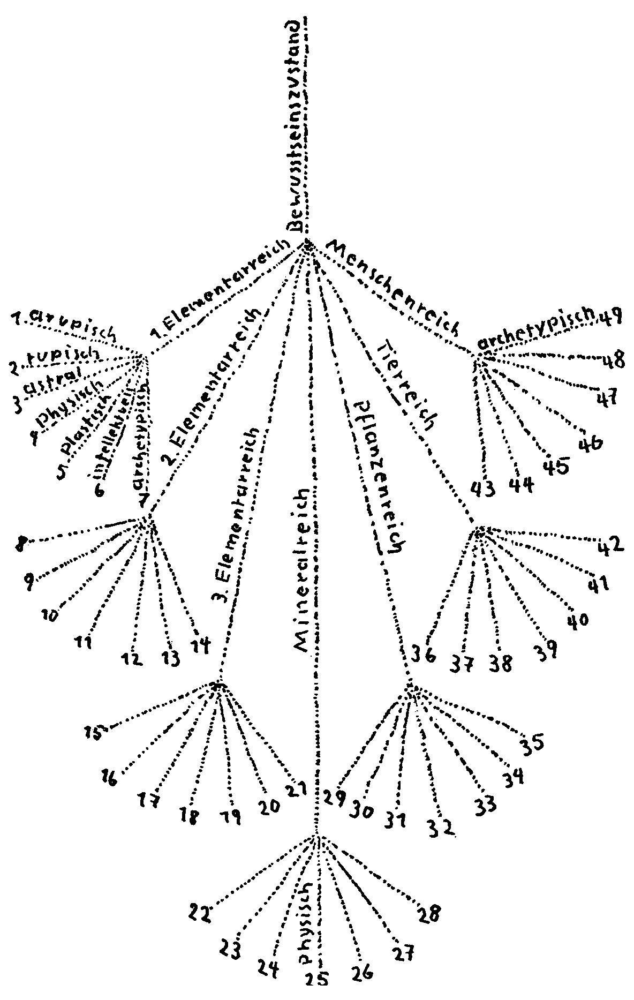 Bewusstseinszustand
1. Elementarreich
1. arupisch
2 rupisch
3 astral
4 physisch
5 plastisch
6 intellektuell
7 archetypisch
2. Elementarreich
8
9
10
11
12
13
14
3. Elementarreich
15
16
17
18
19
20
21
Mineralreich
22
23
24
25 Physisch
26
27
28
Pflanzenreich
29
30
31
32
33
34
35
Tierreich
36
37
38
39
40
41
42
Menschenreich
43
44
45
46
47
48
archetypisch 49